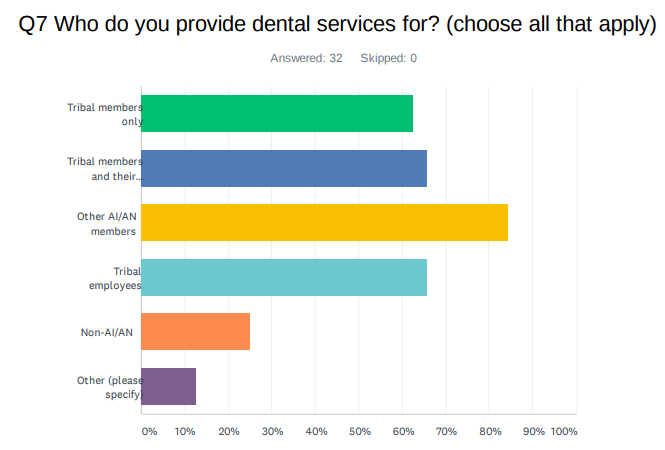 Q7 Who do you provide dental services for? (choose all that apply)
Answered: 32 Skipped: 0
Tribal members
only
Tribal members
and their...
Other AI/AN
members
Tribal
employees
Non-AI/AN
Other (please
specify)
0% 10% 20% 30% 40% 50% 60% 70% 80% 90% 100%